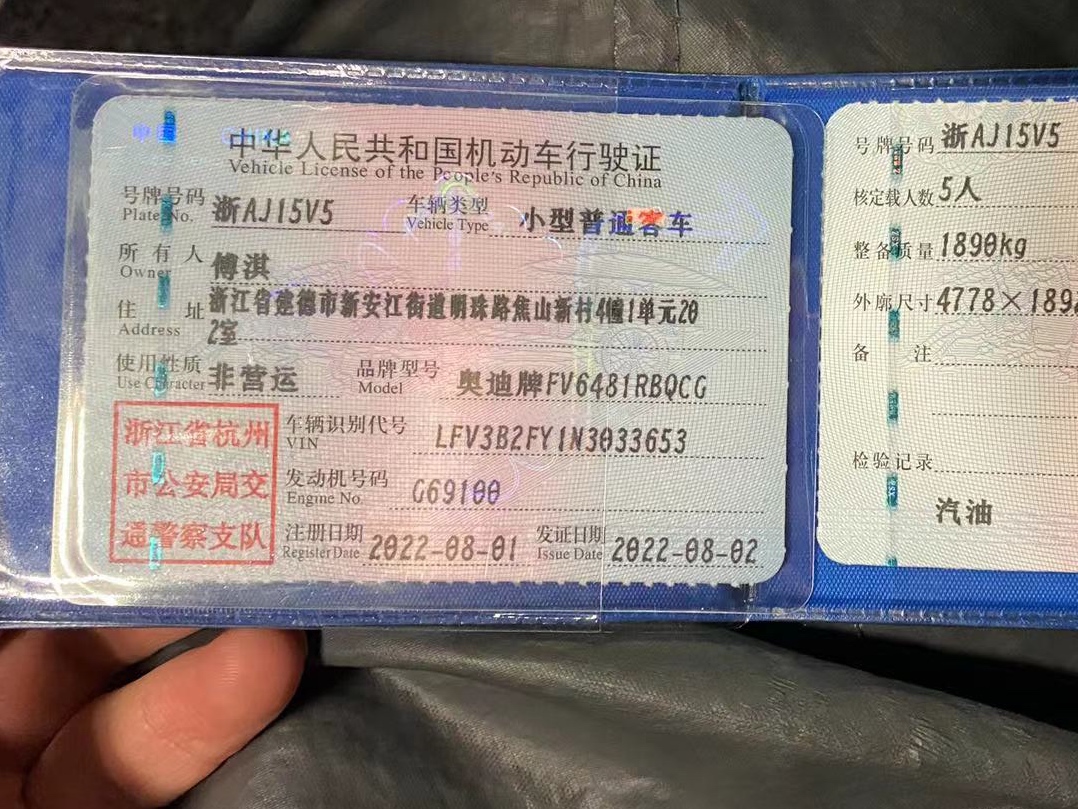 中国
中华人民共和国机动车行驶证
Vehicle License of the People's Republic of China
号牌号码 浙AJ15V5 车辆类型 小型普通客车
Plate No. Vehicle Type
所有人 傅淇
Owner
住址 浙江省建德市新安江街道明珠路焦山新村4幢1单元20
Address 2室
使用性质 非营运 品牌型号 奥迪牌FV6481RBQCG
Use Character Model
浙江省杭州
市公安局交
通警察支队
车辆识别代号 LFV3B2FY1N3033653
VIN
发动机号码 G69100
Engine No.
注册日期 2022-08-01 发证日期 2022-08-02
Register Date Issue Date
号牌号码 浙AJ15V5
核定载人数 5人
整备质量 1890kg
外廓尺寸 4778×189
备注
检验记录
汽油